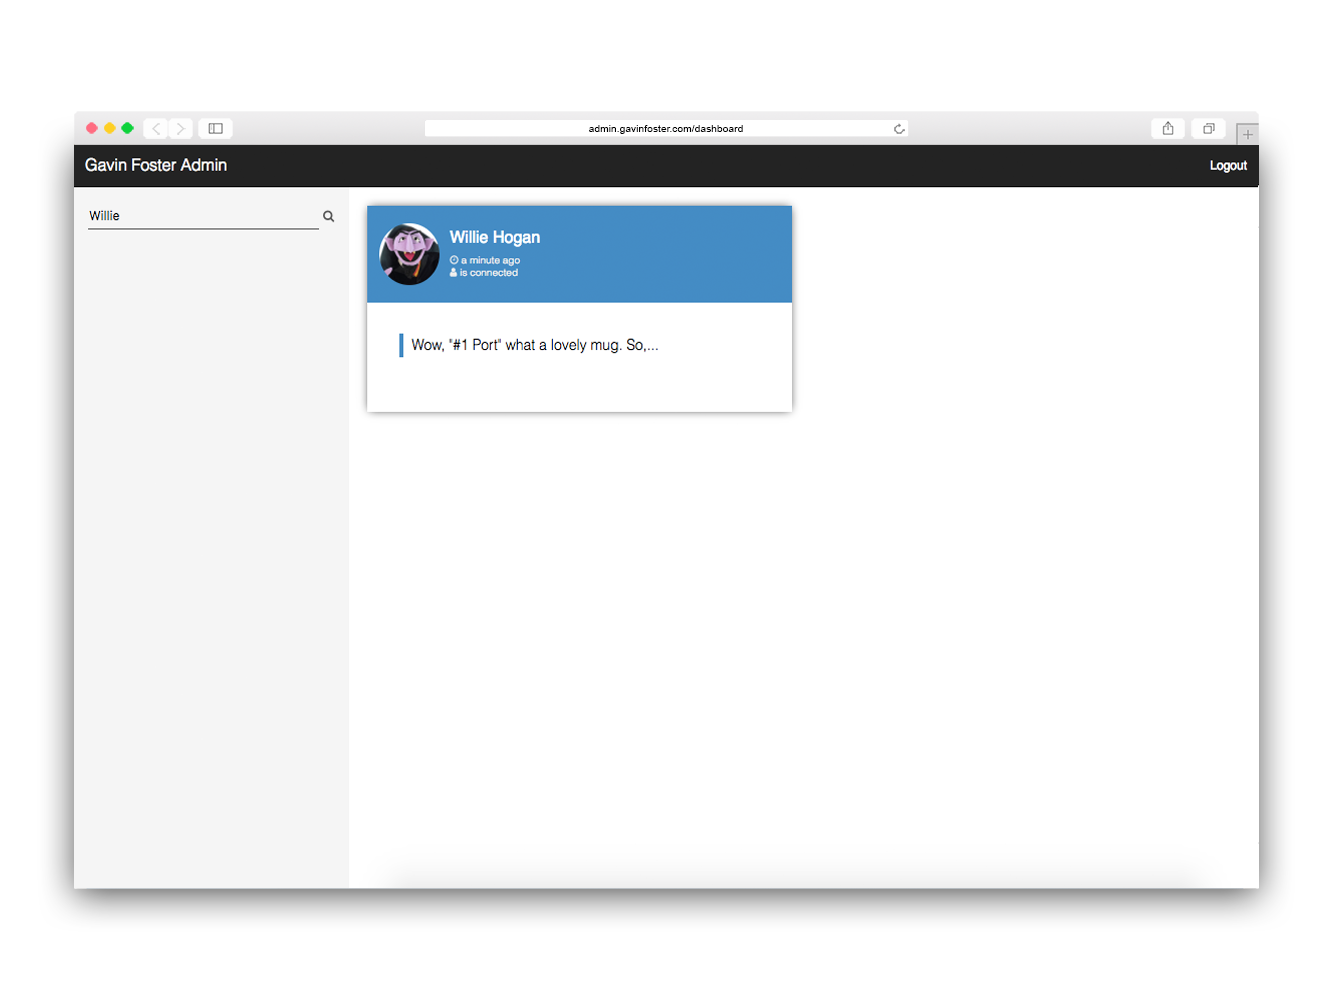 admin.gavinfoster.com/dashboard
Gavin Foster Admin
Logout
Willie
Willie Hogan
a minute ago
is connected
Wow, "#1 Port" what a lovely mug. So,...